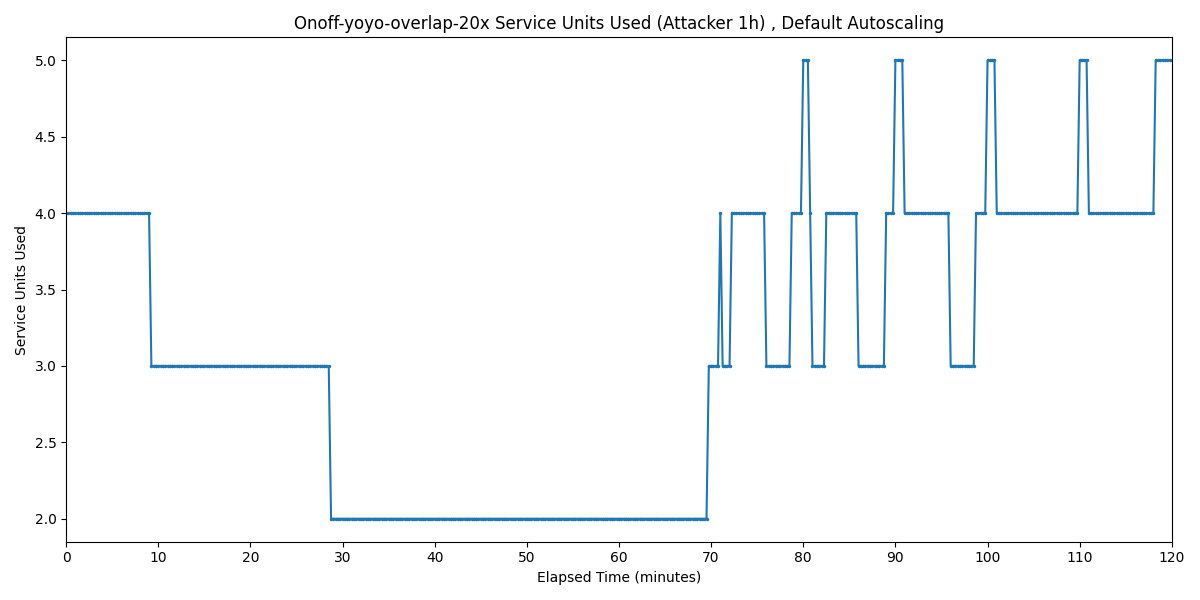 Onoff-yoyo-overlap-20x Service Units Used (Attacker 1h) , Default Autoscaling
Service Units Used
5.0
4.5
4.0
3.5
3.0
2.5
2.0
0 10 20 30 40 50 60 70 80 90 100 110 120
Elapsed Time (minutes)